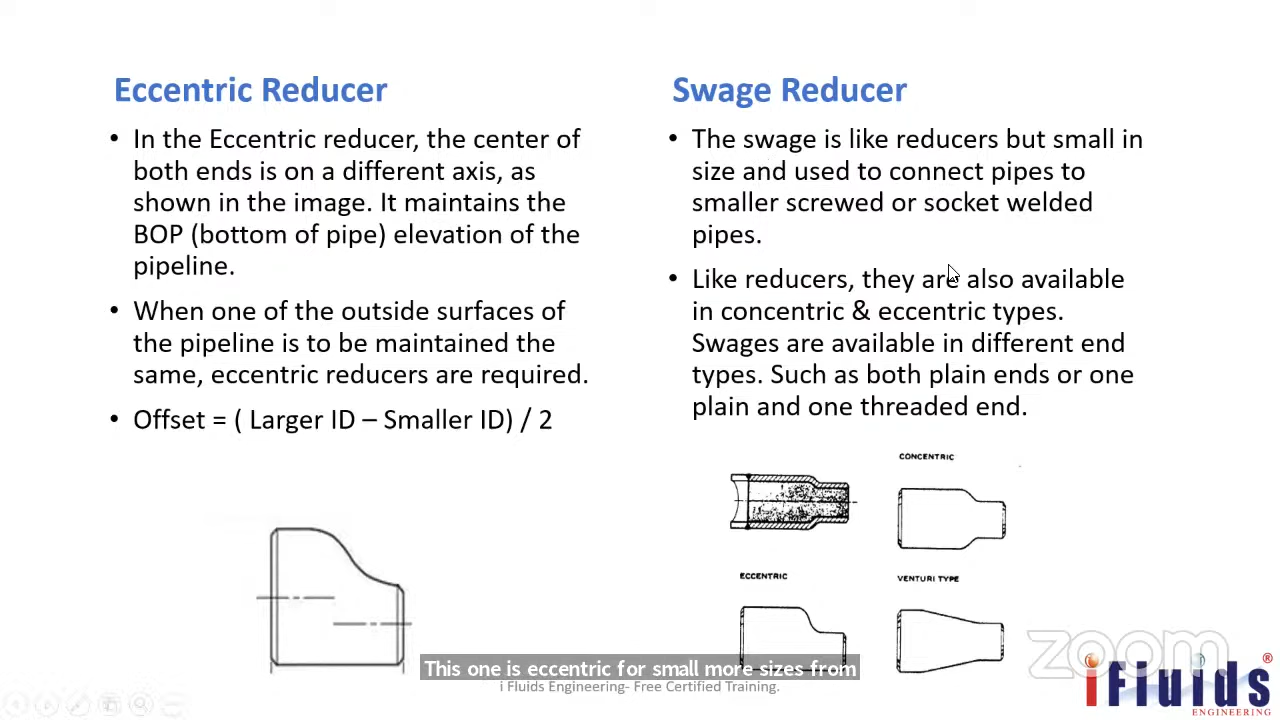 Eccentric Reducer
• In the Eccentric reducer, the center of
both ends is on a different axis, as
shown in the image. It maintains the
BOP (bottom of pipe) elevation of the
pipeline.
• When one of the outside surfaces of
the pipeline is to be maintained the
same, eccentric reducers are required.
• Offset = ( Larger ID – Smaller ID) / 2
Swage Reducer
• The swage is like reducers but small in
size and used to connect pipes to
smaller screwed or socket welded
pipes.
• Like reducers, they are also available
in concentric & eccentric types.
Swages are available in different end
types. Such as both plain ends or one
plain and one threaded end.
CONCENTRIC
ECCENTRIC
VENTURI TYPE
This one is eccentric for small more sizes from
i Fluids Engineering- Free Certified Training.
zoom
iFluids®
ENGINEERING